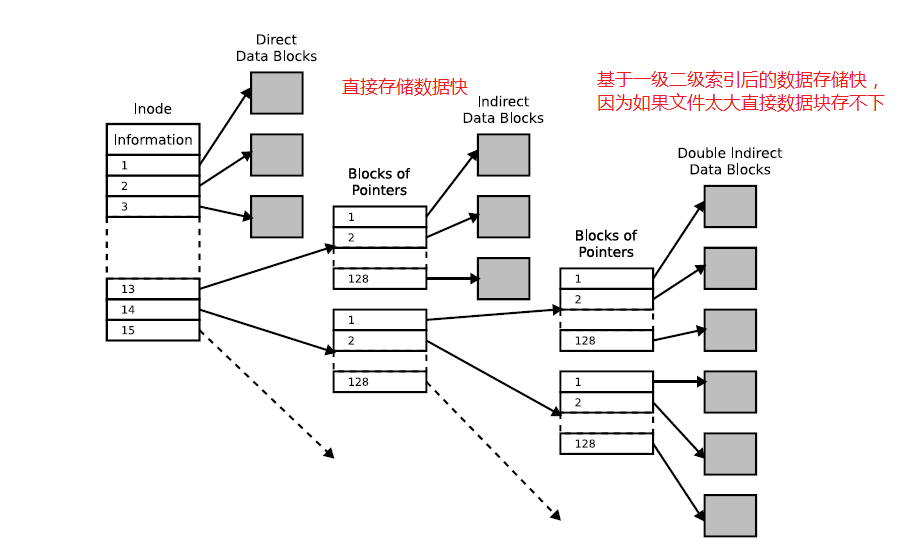 Direct
Data Blocks
直接存储数据快
基于一级二级索引后的数据存储快，
因为如果文件太大直接数据块存不下
Inode
Information
1
2
3
13
14
15
Blocks of
Pointers
1
2
128
1
2
128
Indirect
Data Blocks
Blocks of
Pointers
1
2
128
1
2
128
Double Indirect
Data Blocks